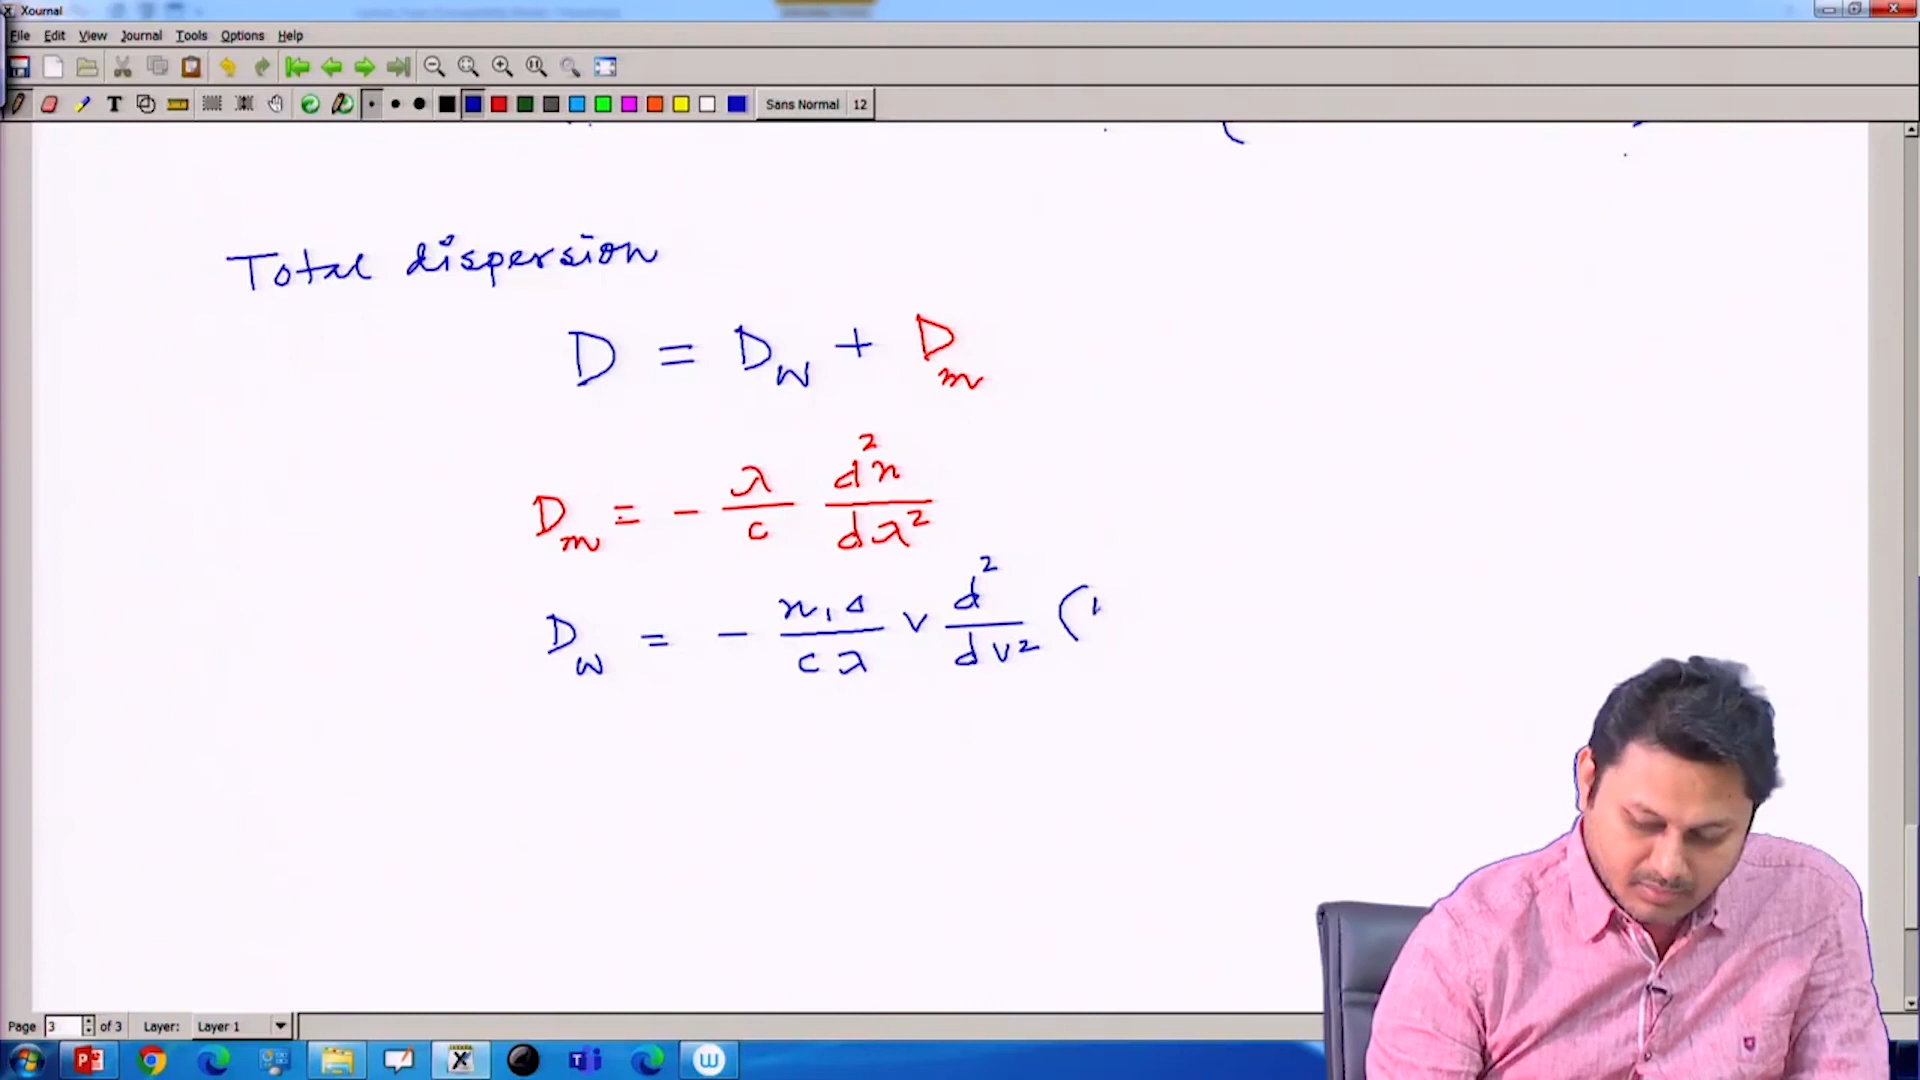 Xournal
File Edit View Journal Tools Options Help
Sans Normal 12
Total dispersion
D = D_w + D_m
D_m = - λ/c d²n/dλ²
D_w = - n₁Δ/cλ V d²/dV² (
Page 3 of 3 Layer: Layer 1